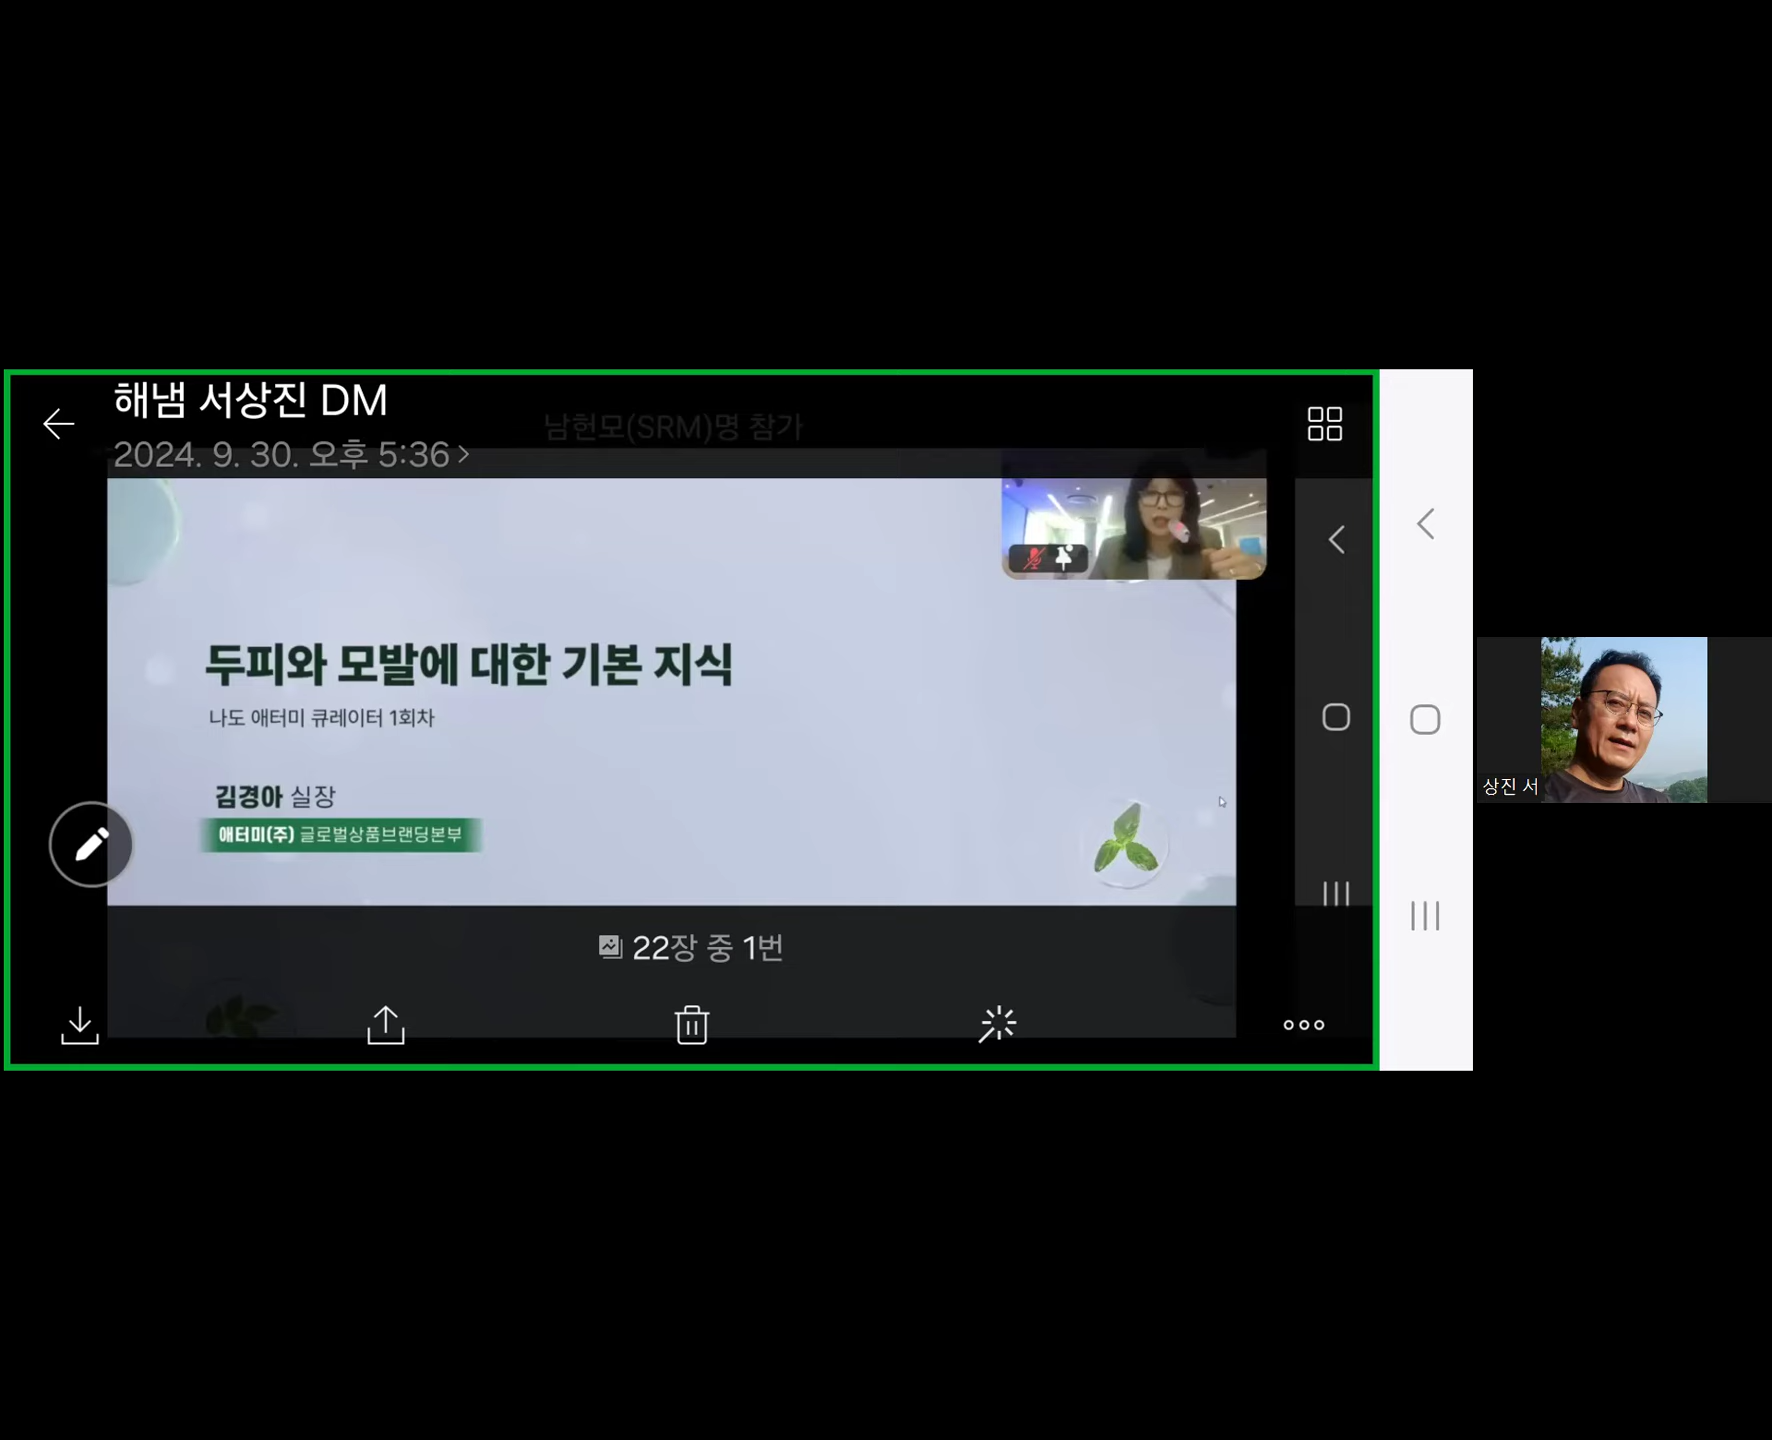 해냄 서상진 DM
2024. 9. 30. 오후 5:36
남헌모(SRM)명 참가
두피와 모발에 대한 기본 지식
나도 애터미 큐레이터 1회차
김경아 실장
애터미(주) 글로벌상품브랜딩본부
22장 중 1번
상진 서